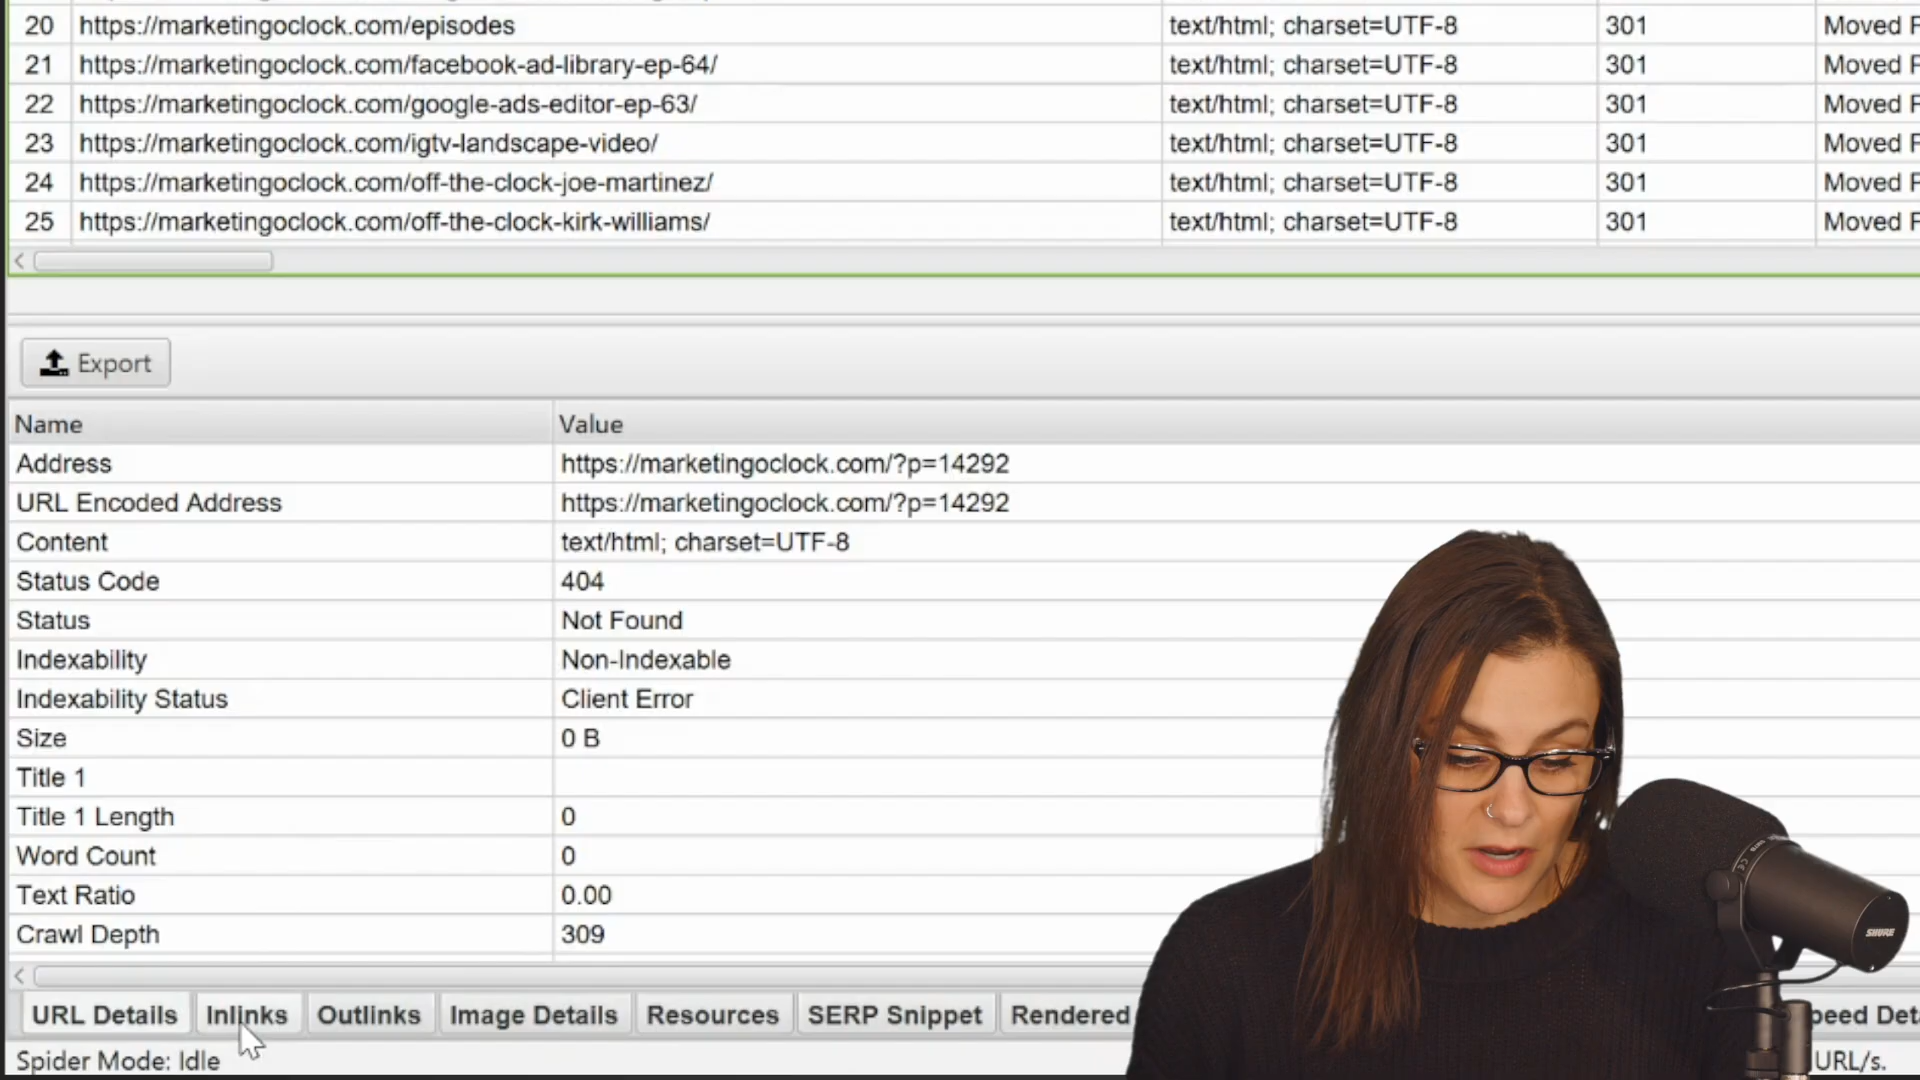 20 https://marketingoclock.com/episodes text/html; charset=UTF-8 301 Moved
21 https://marketingoclock.com/facebook-ad-library-ep-64/ text/html; charset=UTF-8 301 Moved
22 https://marketingoclock.com/google-ads-editor-ep-63/ text/html; charset=UTF-8 301 Moved
23 https://marketingoclock.com/igtv-landscape-video/ text/html; charset=UTF-8 301 Moved
24 https://marketingoclock.com/off-the-clock-joe-martinez/ text/html; charset=UTF-8 301 Moved
25 https://marketingoclock.com/off-the-clock-kirk-williams/ text/html; charset=UTF-8 301 Moved
Export
Name Value
Address https://marketingoclock.com/?p=14292
URL Encoded Address https://marketingoclock.com/?p=14292
Content text/html; charset=UTF-8
Status Code 404
Status Not Found
Indexability Non-Indexable
Indexability Status Client Error
Size 0 B
Title 1
Title 1 Length 0
Word Count 0
Text Ratio 0.00
Crawl Depth 309
SHURE
URL Details Inlinks Outlinks Image Details Resources SERP Snippet Rendered peed Deta
Spider Mode: Idle URL/s.